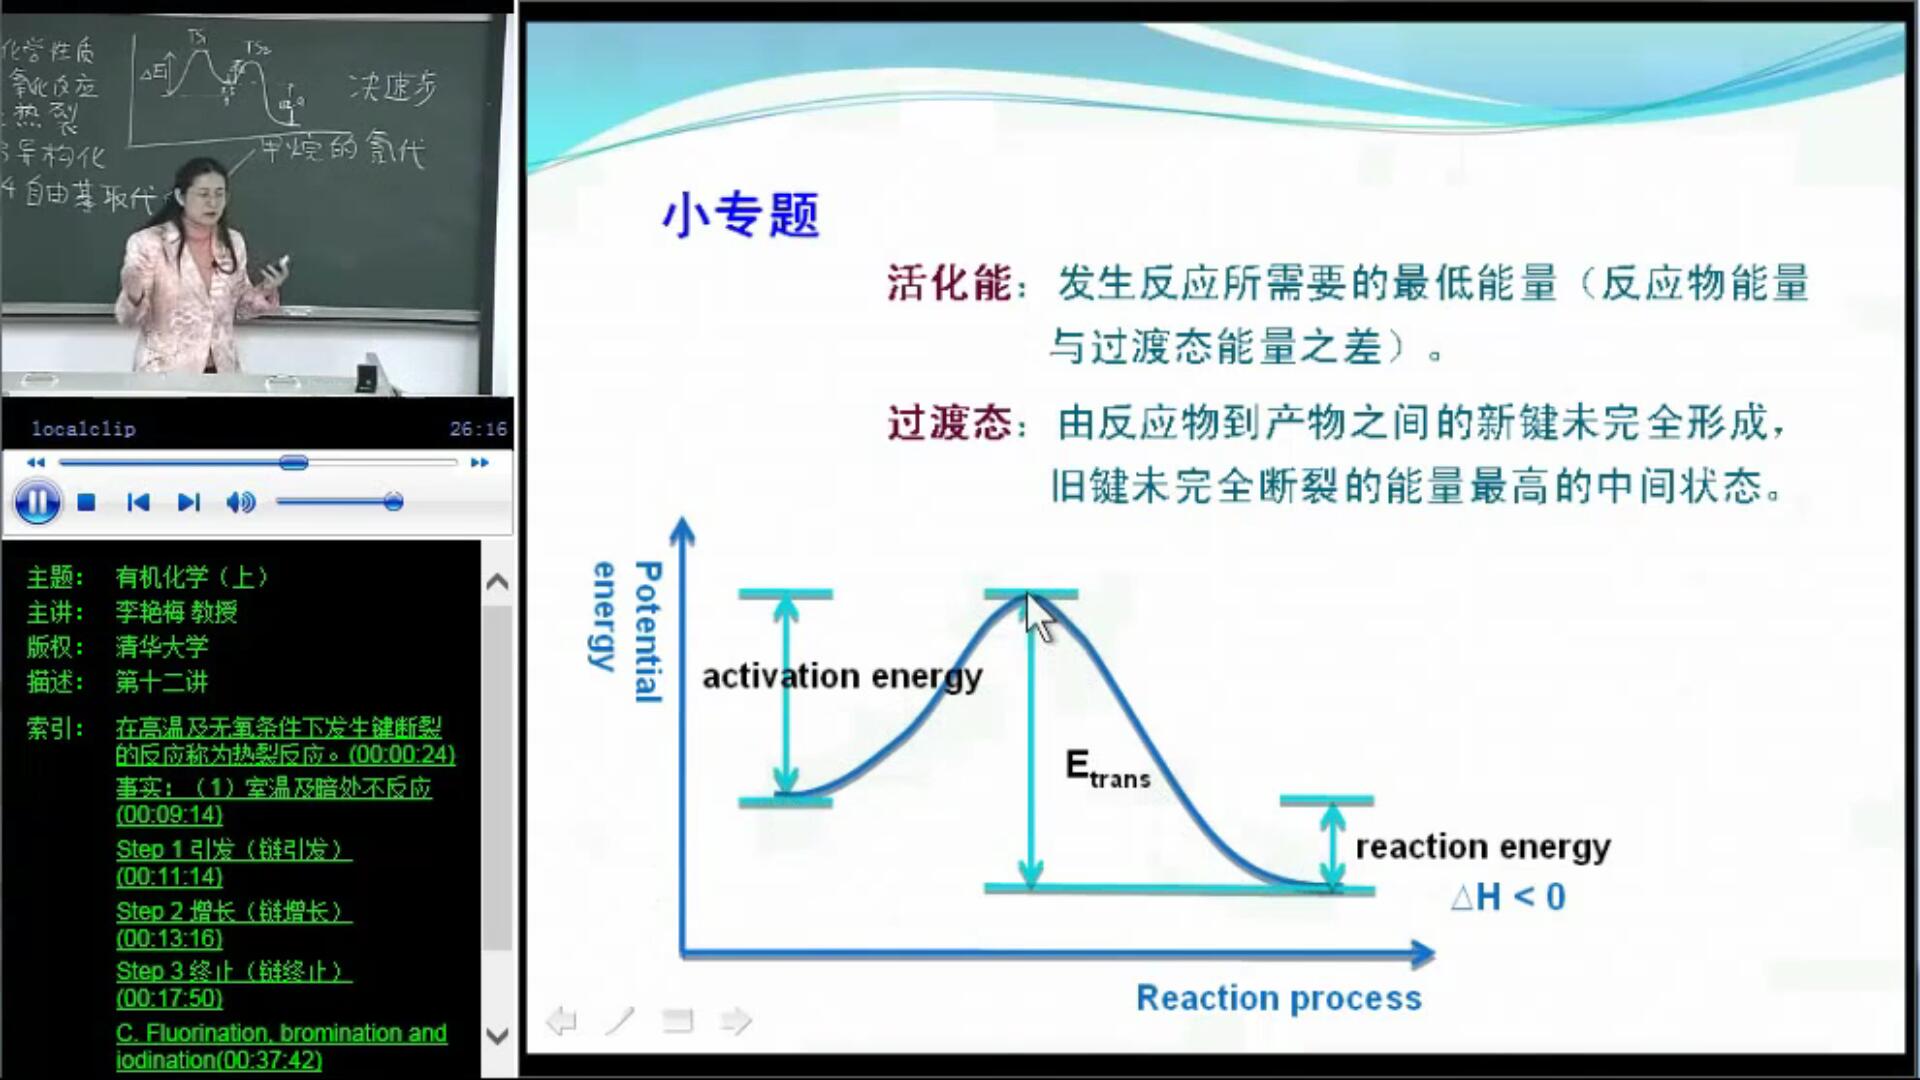 化学性质
氧化反应
热裂
异构化
4 自由基取代
TS1
TS2
ΔE1
决速步
甲烷的氯代
localclip
26:16
主题： 有机化学（上）
主讲： 李艳梅 教授
版权： 清华大学
描述： 第十二讲
索引： 在高温及无氧条件下发生键断裂
的反应称为热裂反应。(00:00:24)
事实：（1）室温及暗处不反应
(00:09:14)
Step 1 引发（链引发）
(00:11:14)
Step 2 增长（链增长）
(00:13:16)
Step 3 终止（链终止）
(00:17:50)
C. Fluorination, bromination and
iodination(00:37:42)
小专题
活化能：发生反应所需要的最低能量（反应物能量
与过渡态能量之差）。
过渡态：由反应物到产物之间的新键未完全形成，
旧键未完全断裂的能量最高的中间状态。
Potential
energy
activation energy
Etrans
reaction energy
△H < 0
Reaction process